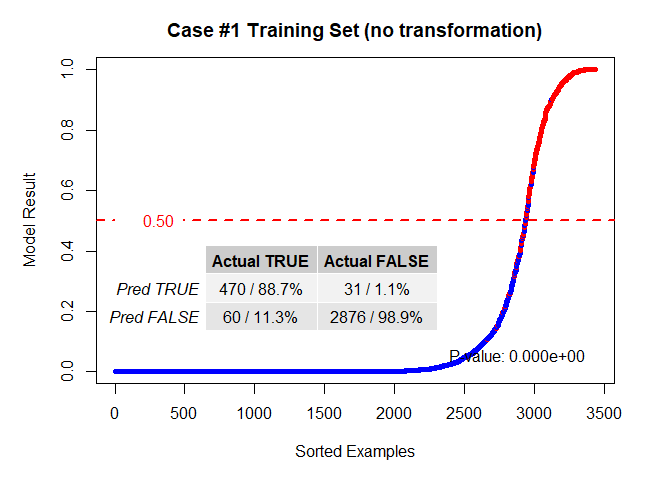 Case #1 Training Set (no transformation)
Model Result
1.0
0.8
0.6
0.4
0.2
0.0
0.50
Actual TRUE Actual FALSE
Pred TRUE 470 / 88.7% 31 / 1.1%
Pred FALSE 60 / 11.3% 2876 / 98.9%
P value: 0.000e+00
0 500 1000 1500 2000 2500 3000 3500
Sorted Examples